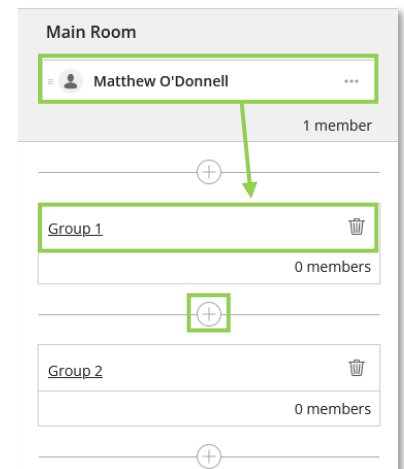 Main Room
Matthew O'Donnell
1 member
Group 1
0 members
Group 2
0 members